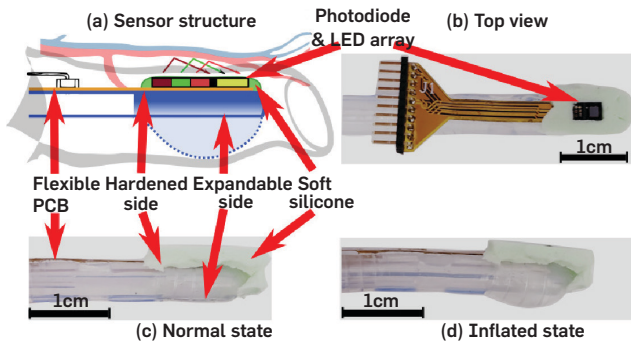 (a) Sensor structure
Photodiode
& LED array
(b) Top view
1cm
Flexible Hardened Expandable Soft
PCB side side silicone
1cm
1cm
(c) Normal state
(d) Inflated state